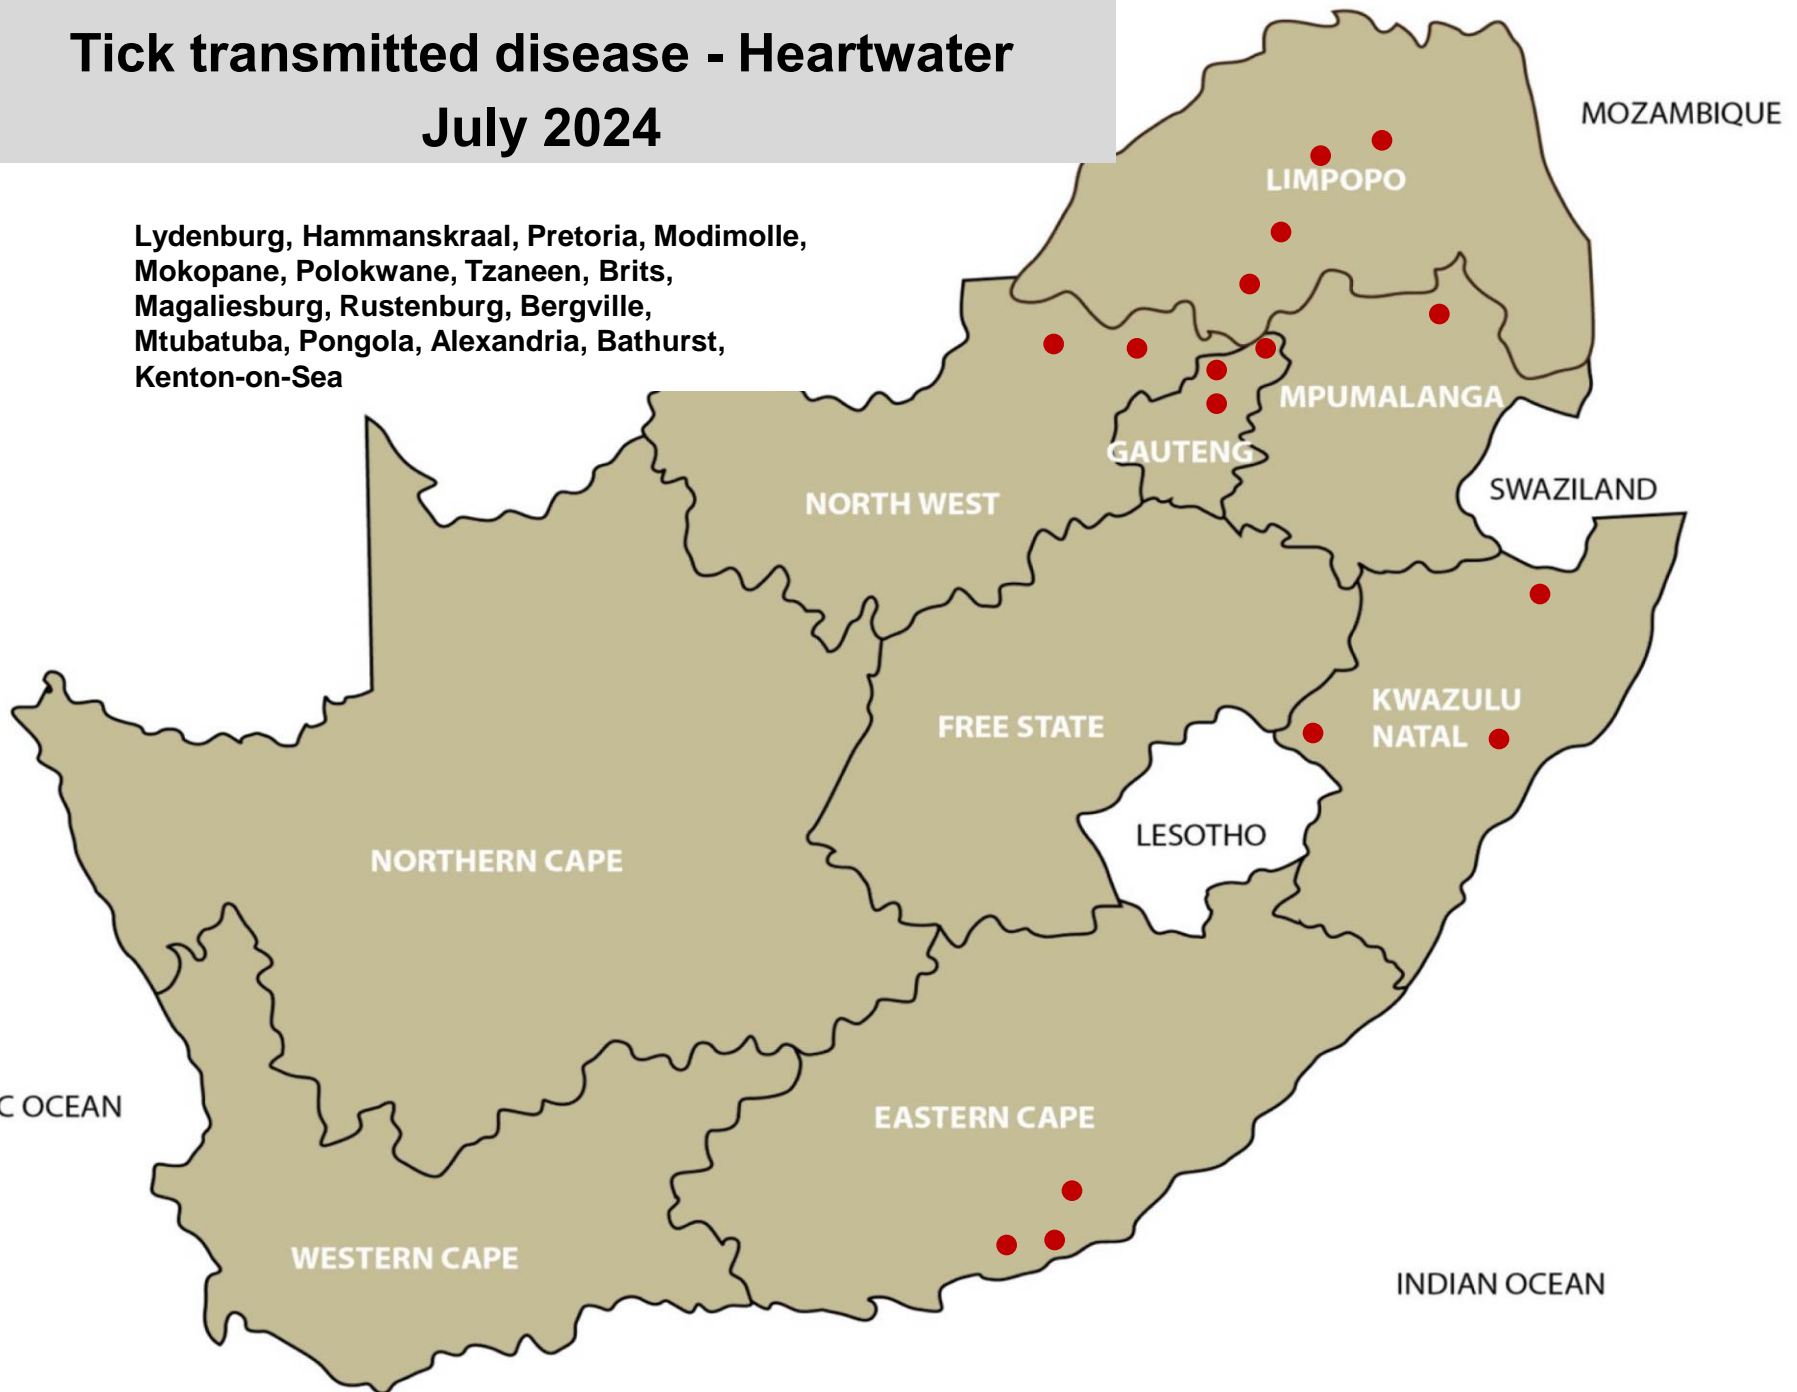 Tick transmitted disease - Heartwater
July 2024
MOZAMBIQUE
LIMPOPO
Lydenburg, Hammanskraal, Pretoria, Modimolle,
Mokopane, Polokwane, Tzaneen, Brits,
Magaliesburg, Rustenburg, Bergville,
Mtubatuba, Pongola, Alexandria, Bathurst,
Kenton-on-Sea
MPUMALANGA
GAUTENG
SWAZILAND
NORTH WEST
KWAZULU
NATAL
FREE STATE
LESOTHO
NORTHERN CAPE
C OCEAN
EASTERN CAPE
WESTERN CAPE
INDIAN OCEAN